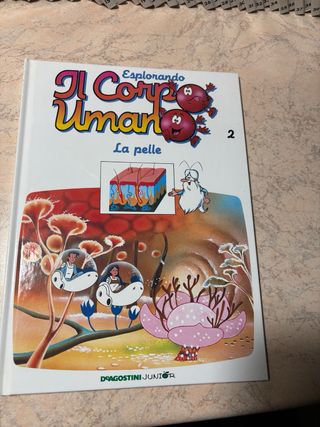 Esplorando
Il Corpo
Umano
2
La pelle
DeAGOSTINI JUNIOR